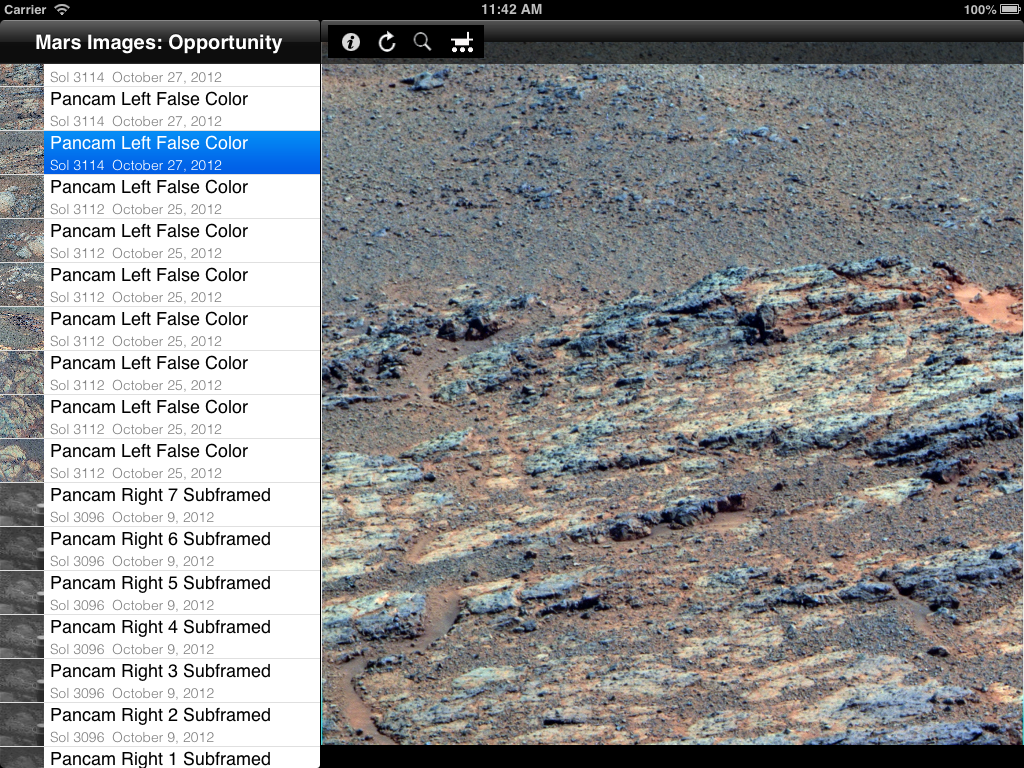 Carrier 11:42 AM 100%
Mars Images: Opportunity
Sol 3114 October 27, 2012
Pancam Left False Color
Sol 3114 October 27, 2012
Pancam Left False Color
Sol 3114 October 27, 2012
Pancam Left False Color
Sol 3112 October 25, 2012
Pancam Left False Color
Sol 3112 October 25, 2012
Pancam Left False Color
Sol 3112 October 25, 2012
Pancam Left False Color
Sol 3112 October 25, 2012
Pancam Left False Color
Sol 3112 October 25, 2012
Pancam Left False Color
Sol 3112 October 25, 2012
Pancam Left False Color
Sol 3112 October 25, 2012
Pancam Right 7 Subframed
Sol 3096 October 9, 2012
Pancam Right 6 Subframed
Sol 3096 October 9, 2012
Pancam Right 5 Subframed
Sol 3096 October 9, 2012
Pancam Right 4 Subframed
Sol 3096 October 9, 2012
Pancam Right 3 Subframed
Sol 3096 October 9, 2012
Pancam Right 2 Subframed
Sol 3096 October 9, 2012
Pancam Right 1 Subframed